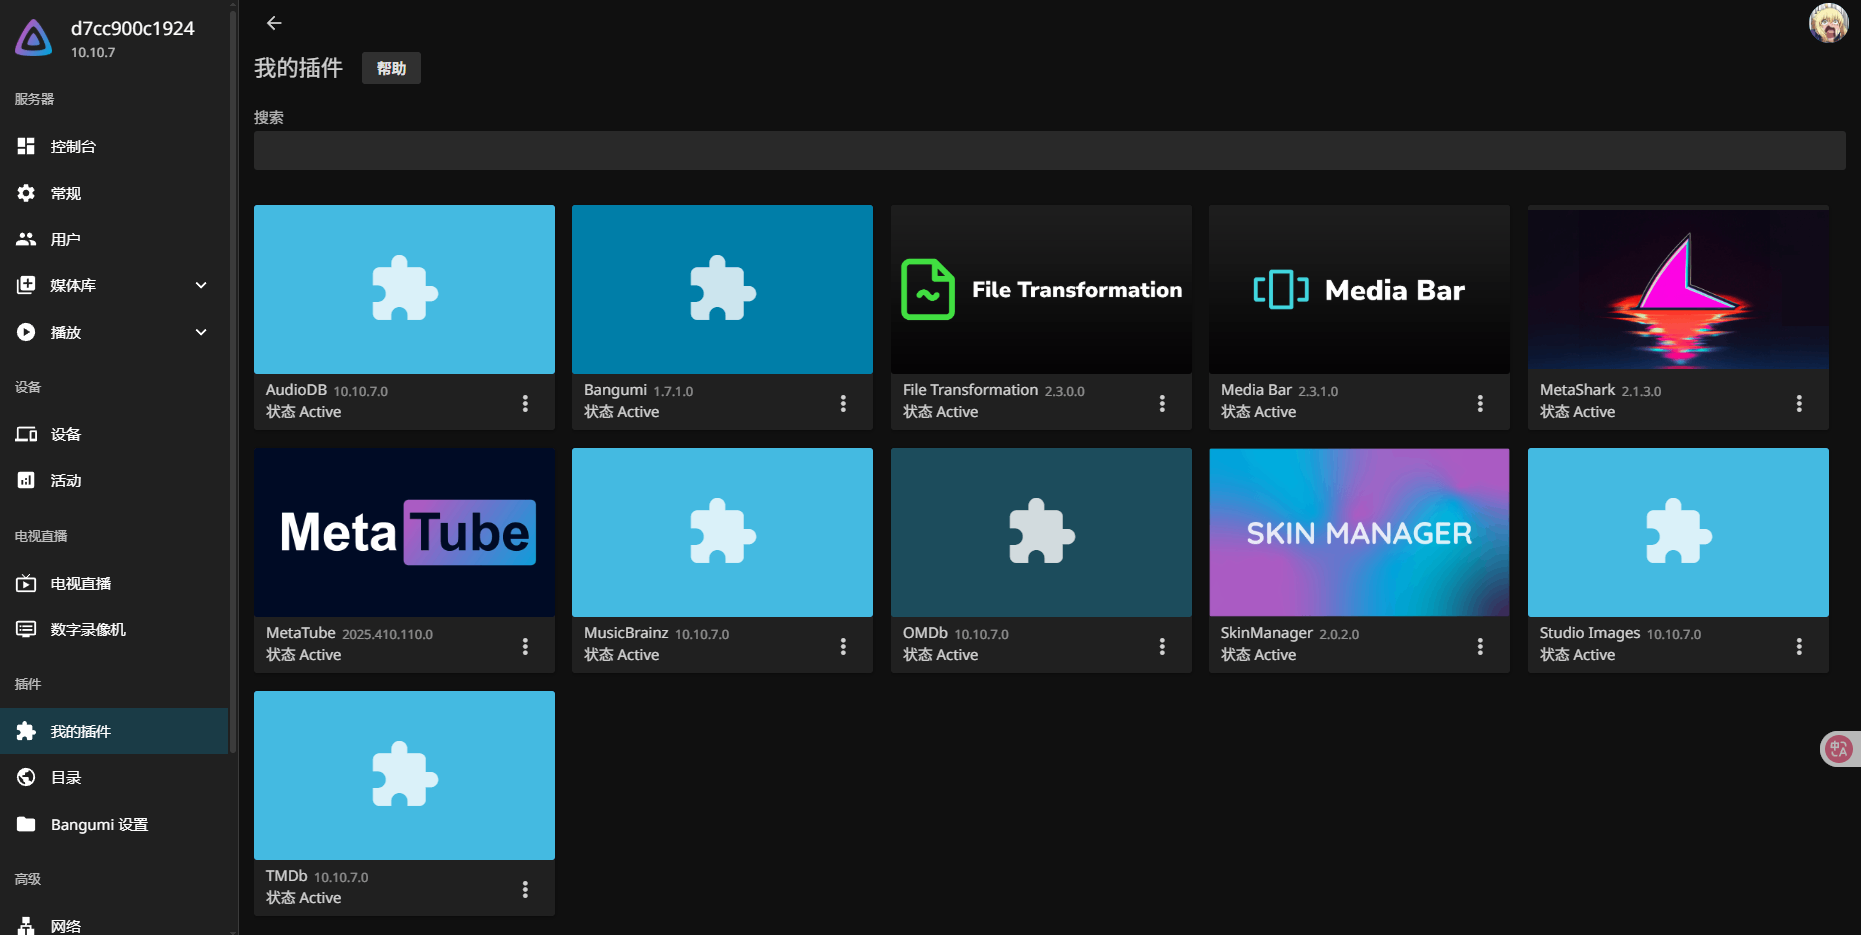 d7cc900c1924
10.10.7
服务器
控制台
常规
用户
媒体库
播放
设备
设备
活动
电视直播
电视直播
数字录像机
插件
我的插件
目录
Bangumi 设置
高级
网络
我的插件
帮助
搜索
File Transformation
Media Bar
AudioDB 10.10.7.0
状态 Active
Bangumi 1.7.1.0
状态 Active
File Transformation 2.3.0.0
状态 Active
Media Bar 2.3.1.0
状态 Active
MetaShark 2.1.3.0
状态 Active
Meta Tube
SKIN MANAGER
MetaTube 2025.410.110.0
状态 Active
MusicBrainz 10.10.7.0
状态 Active
OMDb 10.10.7.0
状态 Active
SkinManager 2.0.2.0
状态 Active
Studio Images 10.10.7.0
状态 Active
TMDb 10.10.7.0
状态 Active
中
A